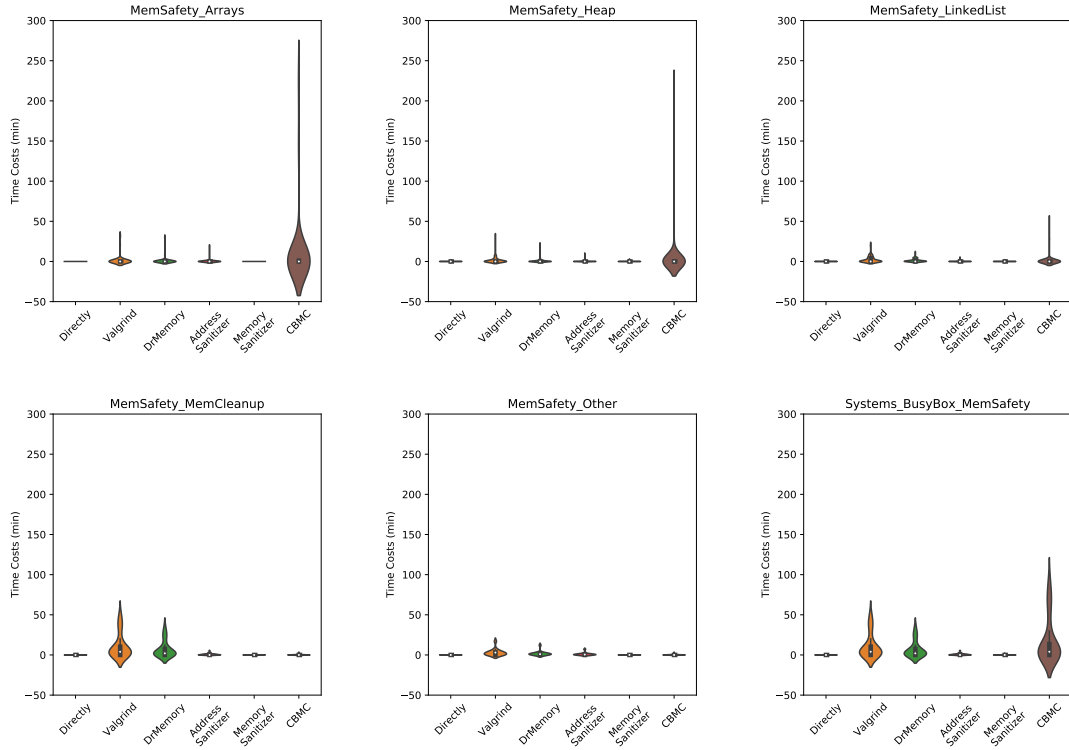 MemSafety_Arrays
300
250
200
150
100
50
0
−50
Time Costs (min)
Directly
Valgrind
DrMemory
Address
Sanitizer
Memory
Sanitizer
CBMC
MemSafety_Heap
300
250
200
150
100
50
0
−50
Time Costs (min)
Directly
Valgrind
DrMemory
Address
Sanitizer
Memory
Sanitizer
CBMC
MemSafety_LinkedList
300
250
200
150
100
50
0
−50
Time Costs (min)
Directly
Valgrind
DrMemory
Address
Sanitizer
Memory
Sanitizer
CBMC
MemSafety_MemCleanup
300
250
200
150
100
50
0
−50
Time Costs (min)
Directly
Valgrind
DrMemory
Address
Sanitizer
Memory
Sanitizer
CBMC
MemSafety_Other
300
250
200
150
100
50
0
−50
Time Costs (min)
Directly
Valgrind
DrMemory
Address
Sanitizer
Memory
Sanitizer
CBMC
Systems_BusyBox_MemSafety
300
250
200
150
100
50
0
−50
Time Costs (min)
Directly
Valgrind
DrMemory
Address
Sanitizer
Memory
Sanitizer
CBMC